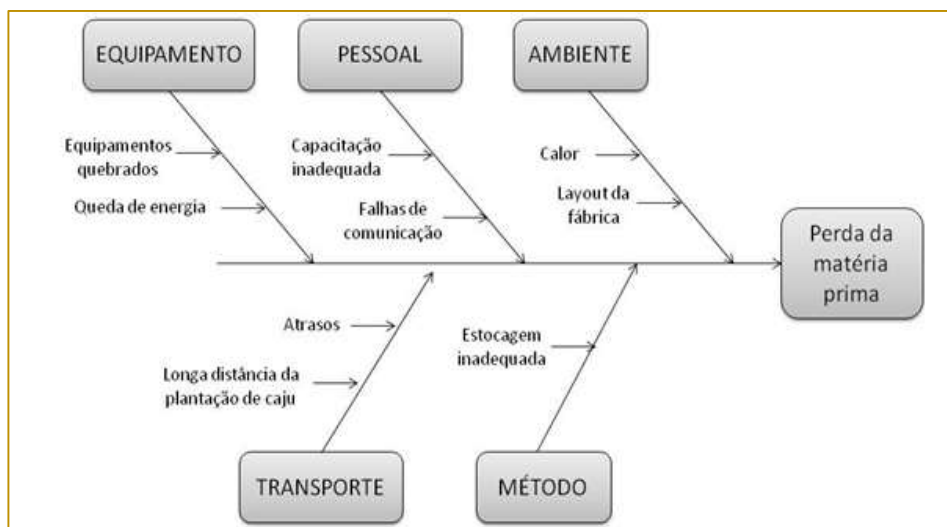 EQUIPAMENTO
PESSOAL
AMBIENTE
Equipamentos
quebrados
Queda de energia
Capacitação
inadequada
Falhas de
comunicação
Calor
Layout da
fábrica
Perda da
matéria
prima
Atrasos
Longa distância da
plantação de caju
Estocagem
inadequada
TRANSPORTE
MÉTODO